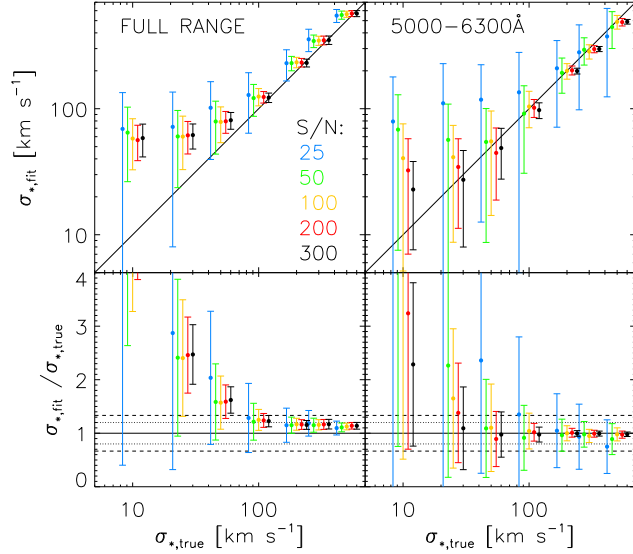 FULL RANGE
5000−6300Å
σ*,fit [km s⁻¹]
100
10
S/N:
25
50
100
200
300
σ*,fit / σ*,true
4
3
2
1
0
10 100
10 100
σ*,true [km s⁻¹]
σ*,true [km s⁻¹]